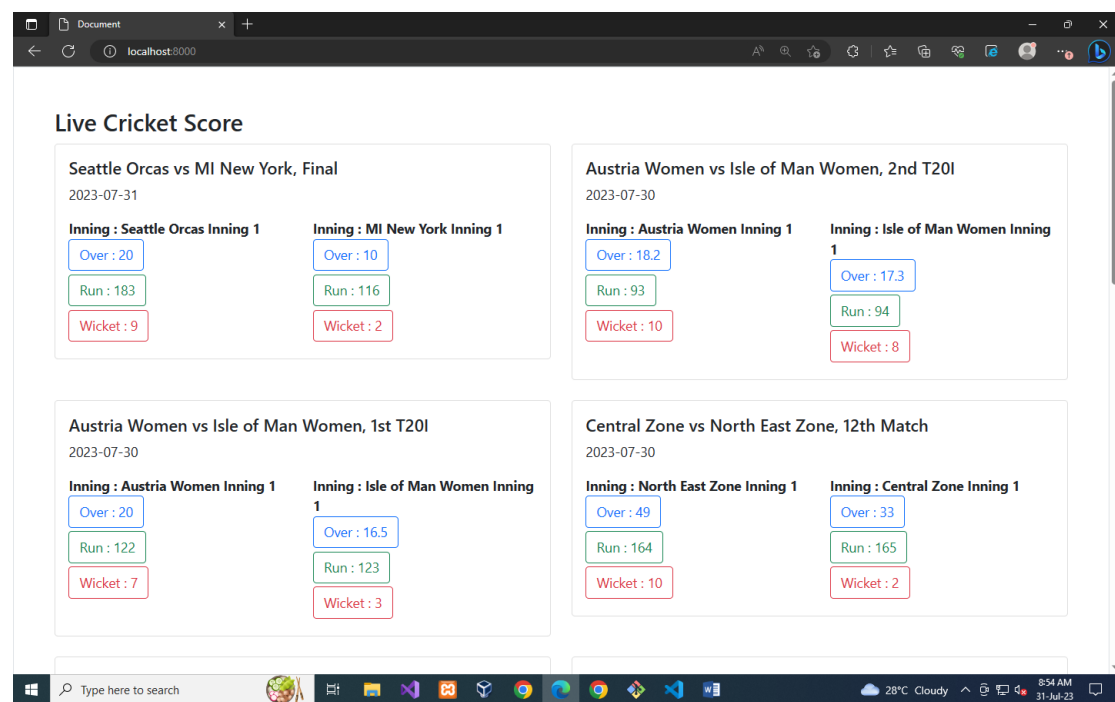 Document
localhost:8000
Live Cricket Score
Seattle Orcas vs MI New York, Final
2023-07-31
Inning : Seattle Orcas Inning 1
Over : 20
Run : 183
Wicket : 9
Inning : MI New York Inning 1
Over : 10
Run : 116
Wicket : 2
Austria Women vs Isle of Man Women, 2nd T20I
2023-07-30
Inning : Austria Women Inning 1
Over : 18.2
Run : 93
Wicket : 10
Inning : Isle of Man Women Inning
1
Over : 17.3
Run : 94
Wicket : 8
Austria Women vs Isle of Man Women, 1st T20I
2023-07-30
Inning : Austria Women Inning 1
Over : 20
Run : 122
Wicket : 7
Inning : Isle of Man Women Inning
1
Over : 16.5
Run : 123
Wicket : 3
Central Zone vs North East Zone, 12th Match
2023-07-30
Inning : North East Zone Inning 1
Over : 49
Run : 164
Wicket : 10
Inning : Central Zone Inning 1
Over : 33
Run : 165
Wicket : 2
Type here to search
28°C Cloudy
8:54 AM
31-Jul-23